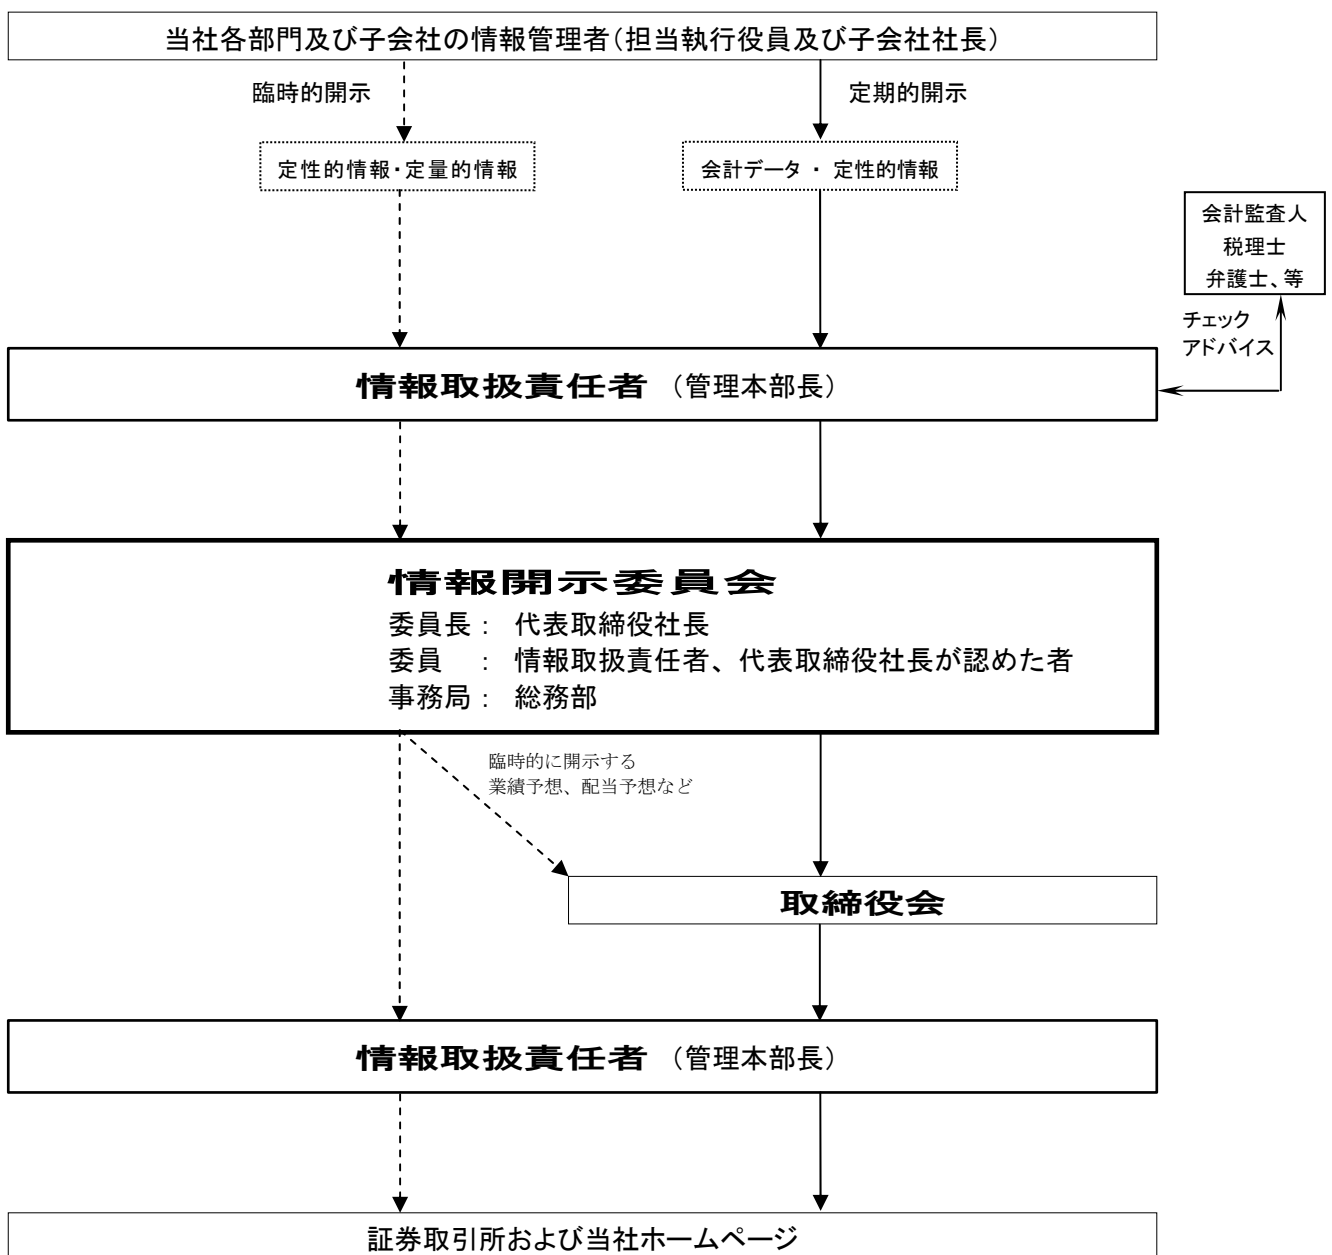 当社各部門及び子会社の情報管理者(担当執行役員及び子会社社長)
臨時的開示
定期的開示
定性的情報・定量的情報
会計データ ・ 定性的情報
会計監査人
税理士
弁護士、等
チェック
アドバイス
情報取扱責任者 (管理本部長)
情報開示委員会
委員長: 代表取締役社長
委員 : 情報取扱責任者、代表取締役社長が認めた者
事務局: 総務部
臨時的に開示する
業績予想、配当予想など
取締役会
情報取扱責任者 (管理本部長)
証券取引所および当社ホームページ